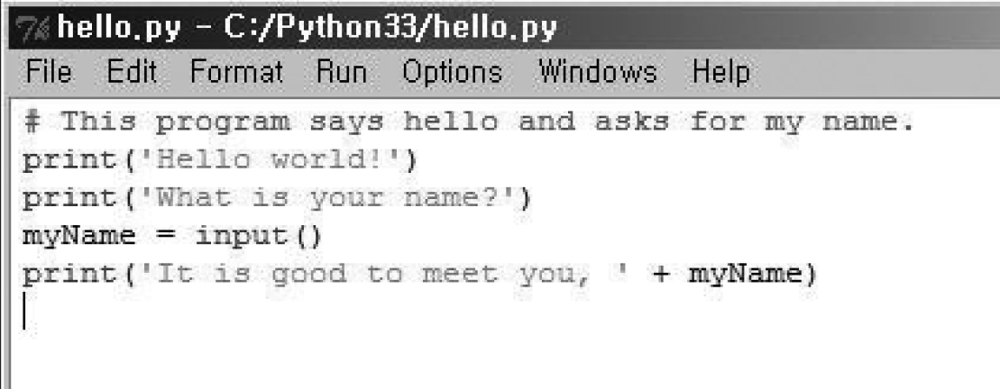 hello.py - C:/Python33/hello.py
File Edit Format Run Options Windows Help
# This program says hello and asks for my name.
print('Hello world!')
print('What is your name?')
myName = input()
print('It is good to meet you, ' + myName)